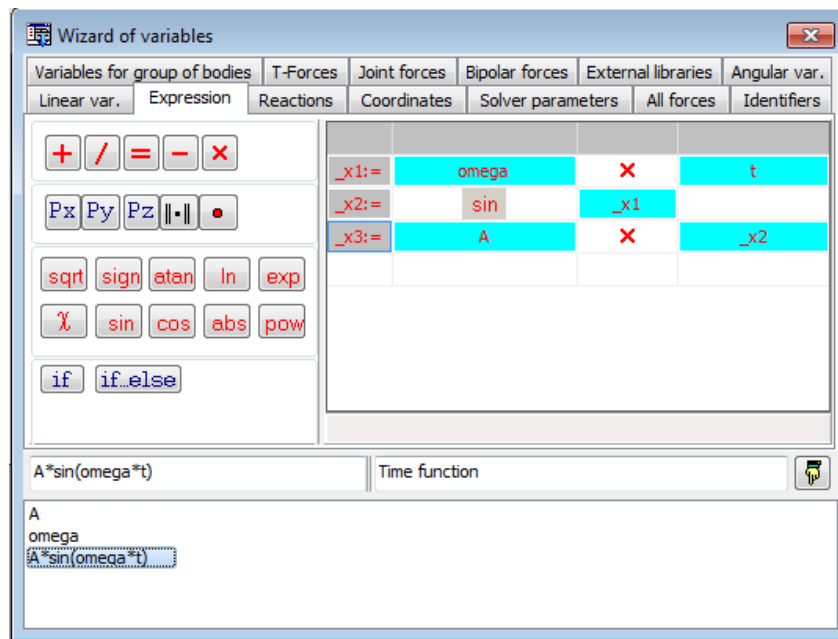 Wizard of variables
Variables for group of bodies T-Forces Joint forces Bipolar forces External libraries Angular var.
Linear var. Expression Reactions Coordinates Solver parameters All forces Identifiers
+ / = − ×
_x1:= omega × t
Px Py Pz ‖▪‖ •
_x2:= sin _x1
_x3:= A × _x2
sqrt sign atan ln exp
χ sin cos abs pow
if if..else
A*sin(omega*t) Time function
A
omega
A*sin(omega*t)